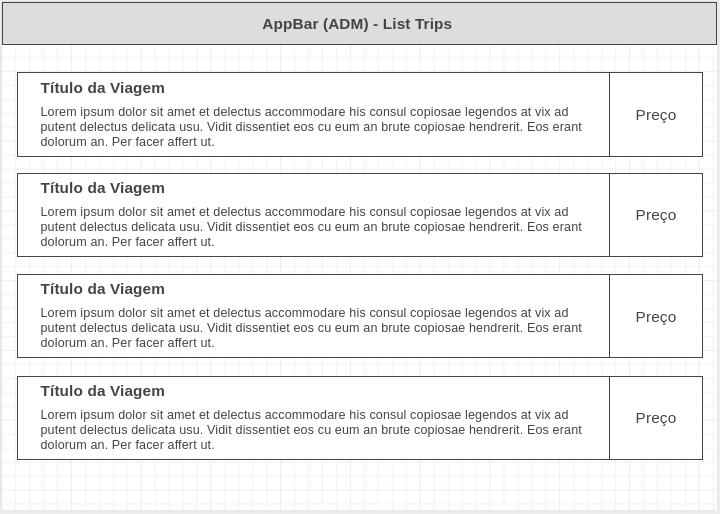 AppBar (ADM) - List Trips
Título da Viagem
Lorem ipsum dolor sit amet et delectus accommodare his consul copiosae legendos at vix ad
putent delectus delicata usu. Vidit dissentiet eos cu eum an brute copiosae hendrerit. Eos erant
dolorum an. Per facer affert ut.
Preço
Título da Viagem
Lorem ipsum dolor sit amet et delectus accommodare his consul copiosae legendos at vix ad
putent delectus delicata usu. Vidit dissentiet eos cu eum an brute copiosae hendrerit. Eos erant
dolorum an. Per facer affert ut.
Preço
Título da Viagem
Lorem ipsum dolor sit amet et delectus accommodare his consul copiosae legendos at vix ad
putent delectus delicata usu. Vidit dissentiet eos cu eum an brute copiosae hendrerit. Eos erant
dolorum an. Per facer affert ut.
Preço
Título da Viagem
Lorem ipsum dolor sit amet et delectus accommodare his consul copiosae legendos at vix ad
putent delectus delicata usu. Vidit dissentiet eos cu eum an brute copiosae hendrerit. Eos erant
dolorum an. Per facer affert ut.
Preço